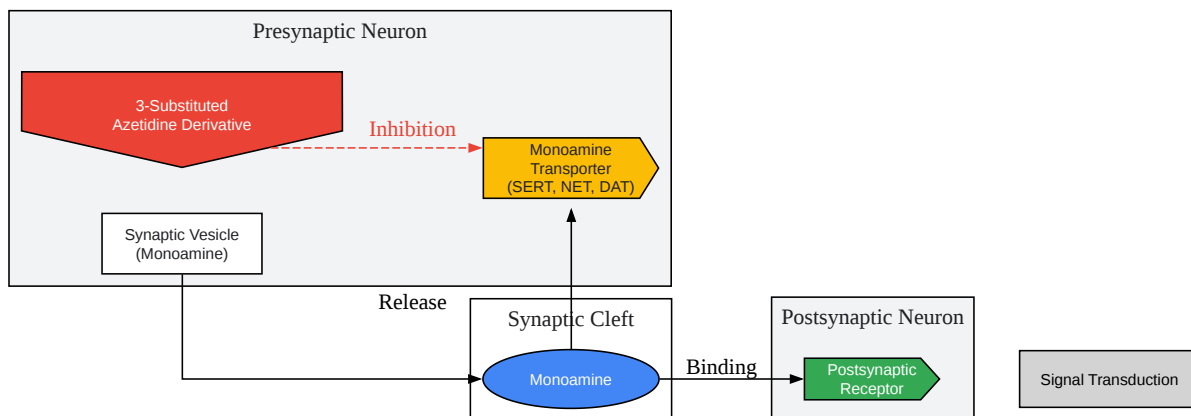 Presynaptic Neuron
3-Substituted
Azetidine Derivative
Inhibition
Monoamine
Transporter
(SERT, NET, DAT)
Synaptic Vesicle
(Monoamine)
Release
Synaptic Cleft
Postsynaptic Neuron
Monoamine
Binding
Postsynaptic
Receptor
Signal Transduction